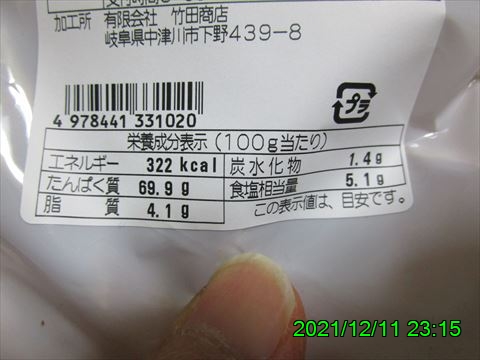 加工所 有限会社 竹田商店
岐阜県中津川市下野439-8
4 978441 331020
プラ
栄養成分表示(100g当たり)
エネルギー 322 kcal 炭水化物 1.4g
たんぱく質 69.9g 食塩相当量 5.1g
脂質 4.1g この表示値は、目安です。
2021/12/11 23:15